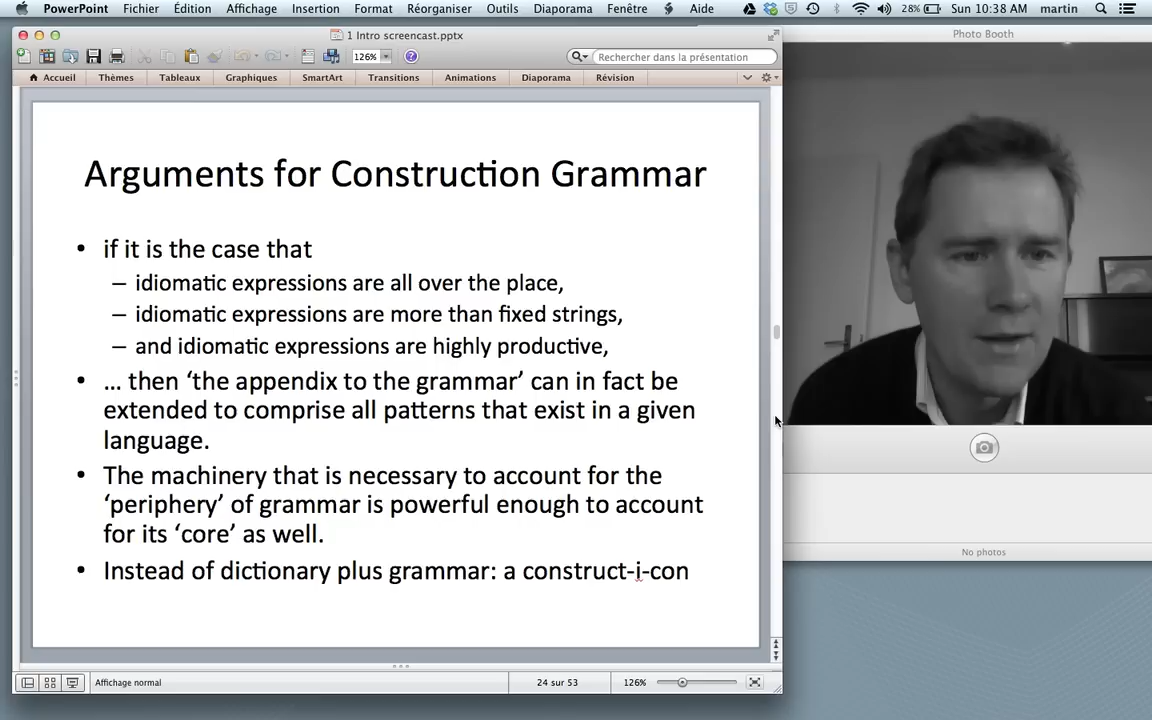 PowerPoint Fichier Édition Affichage Insertion Format Réorganiser Outils Diaporama Fenêtre Aide 28% Sun 10:38 AM martin
1 Intro screencast.pptx
Photo Booth
126% Rechercher dans la présentation
Accueil Thèmes Tableaux Graphiques SmartArt Transitions Animations Diaporama Révision
Arguments for Construction Grammar
• if it is the case that
– idiomatic expressions are all over the place,
– idiomatic expressions are more than fixed strings,
– and idiomatic expressions are highly productive,
• … then ‘the appendix to the grammar’ can in fact be
extended to comprise all patterns that exist in a given
language.
• The machinery that is necessary to account for the
‘periphery’ of grammar is powerful enough to account
for its ‘core’ as well.
• Instead of dictionary plus grammar: a construct-i-con
No photos
Affichage normal 24 sur 53 126%